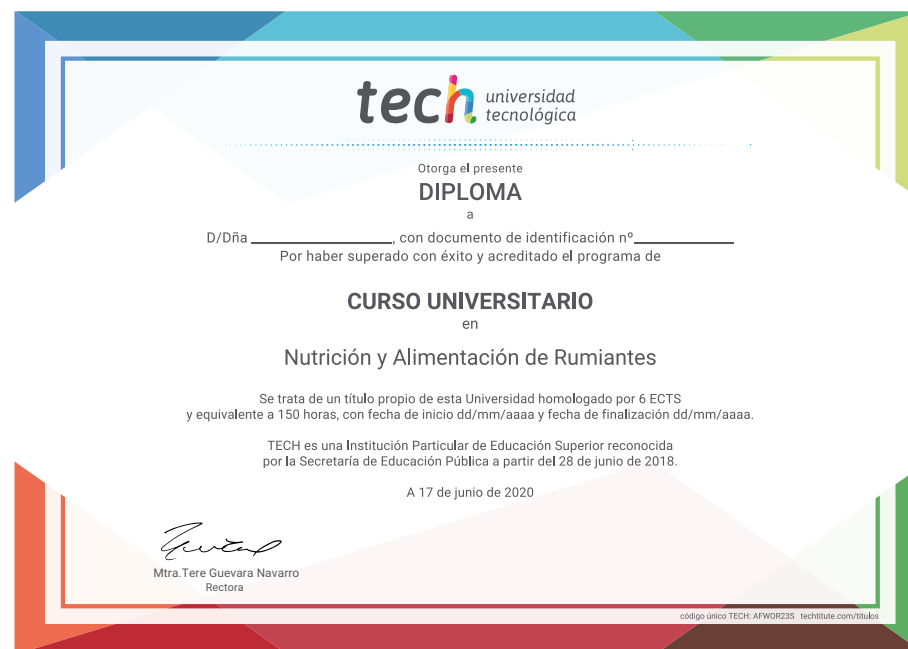 tech universidad
tecnológica
Otorga el presente
DIPLOMA
a
D/Dña ____________________, con documento de identificación nº______________
Por haber superado con éxito y acreditado el programa de
CURSO UNIVERSITARIO
en
Nutrición y Alimentación de Rumiantes
Se trata de un título propio de esta Universidad homologado por 6 ECTS
y equivalente a 150 horas, con fecha de inicio dd/mm/aaaa y fecha de finalización dd/mm/aaaa.
TECH es una Institución Particular de Educación Superior reconocida
por la Secretaría de Educación Pública a partir del 28 de junio de 2018.
A 17 de junio de 2020
Mtra.Tere Guevara Navarro
Rectora
código único TECH: AFWOR23S techtitute.com/titulos